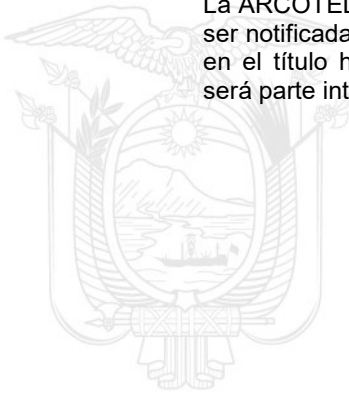 La ARCOTEL
ser notificada
en el título h
será parte int